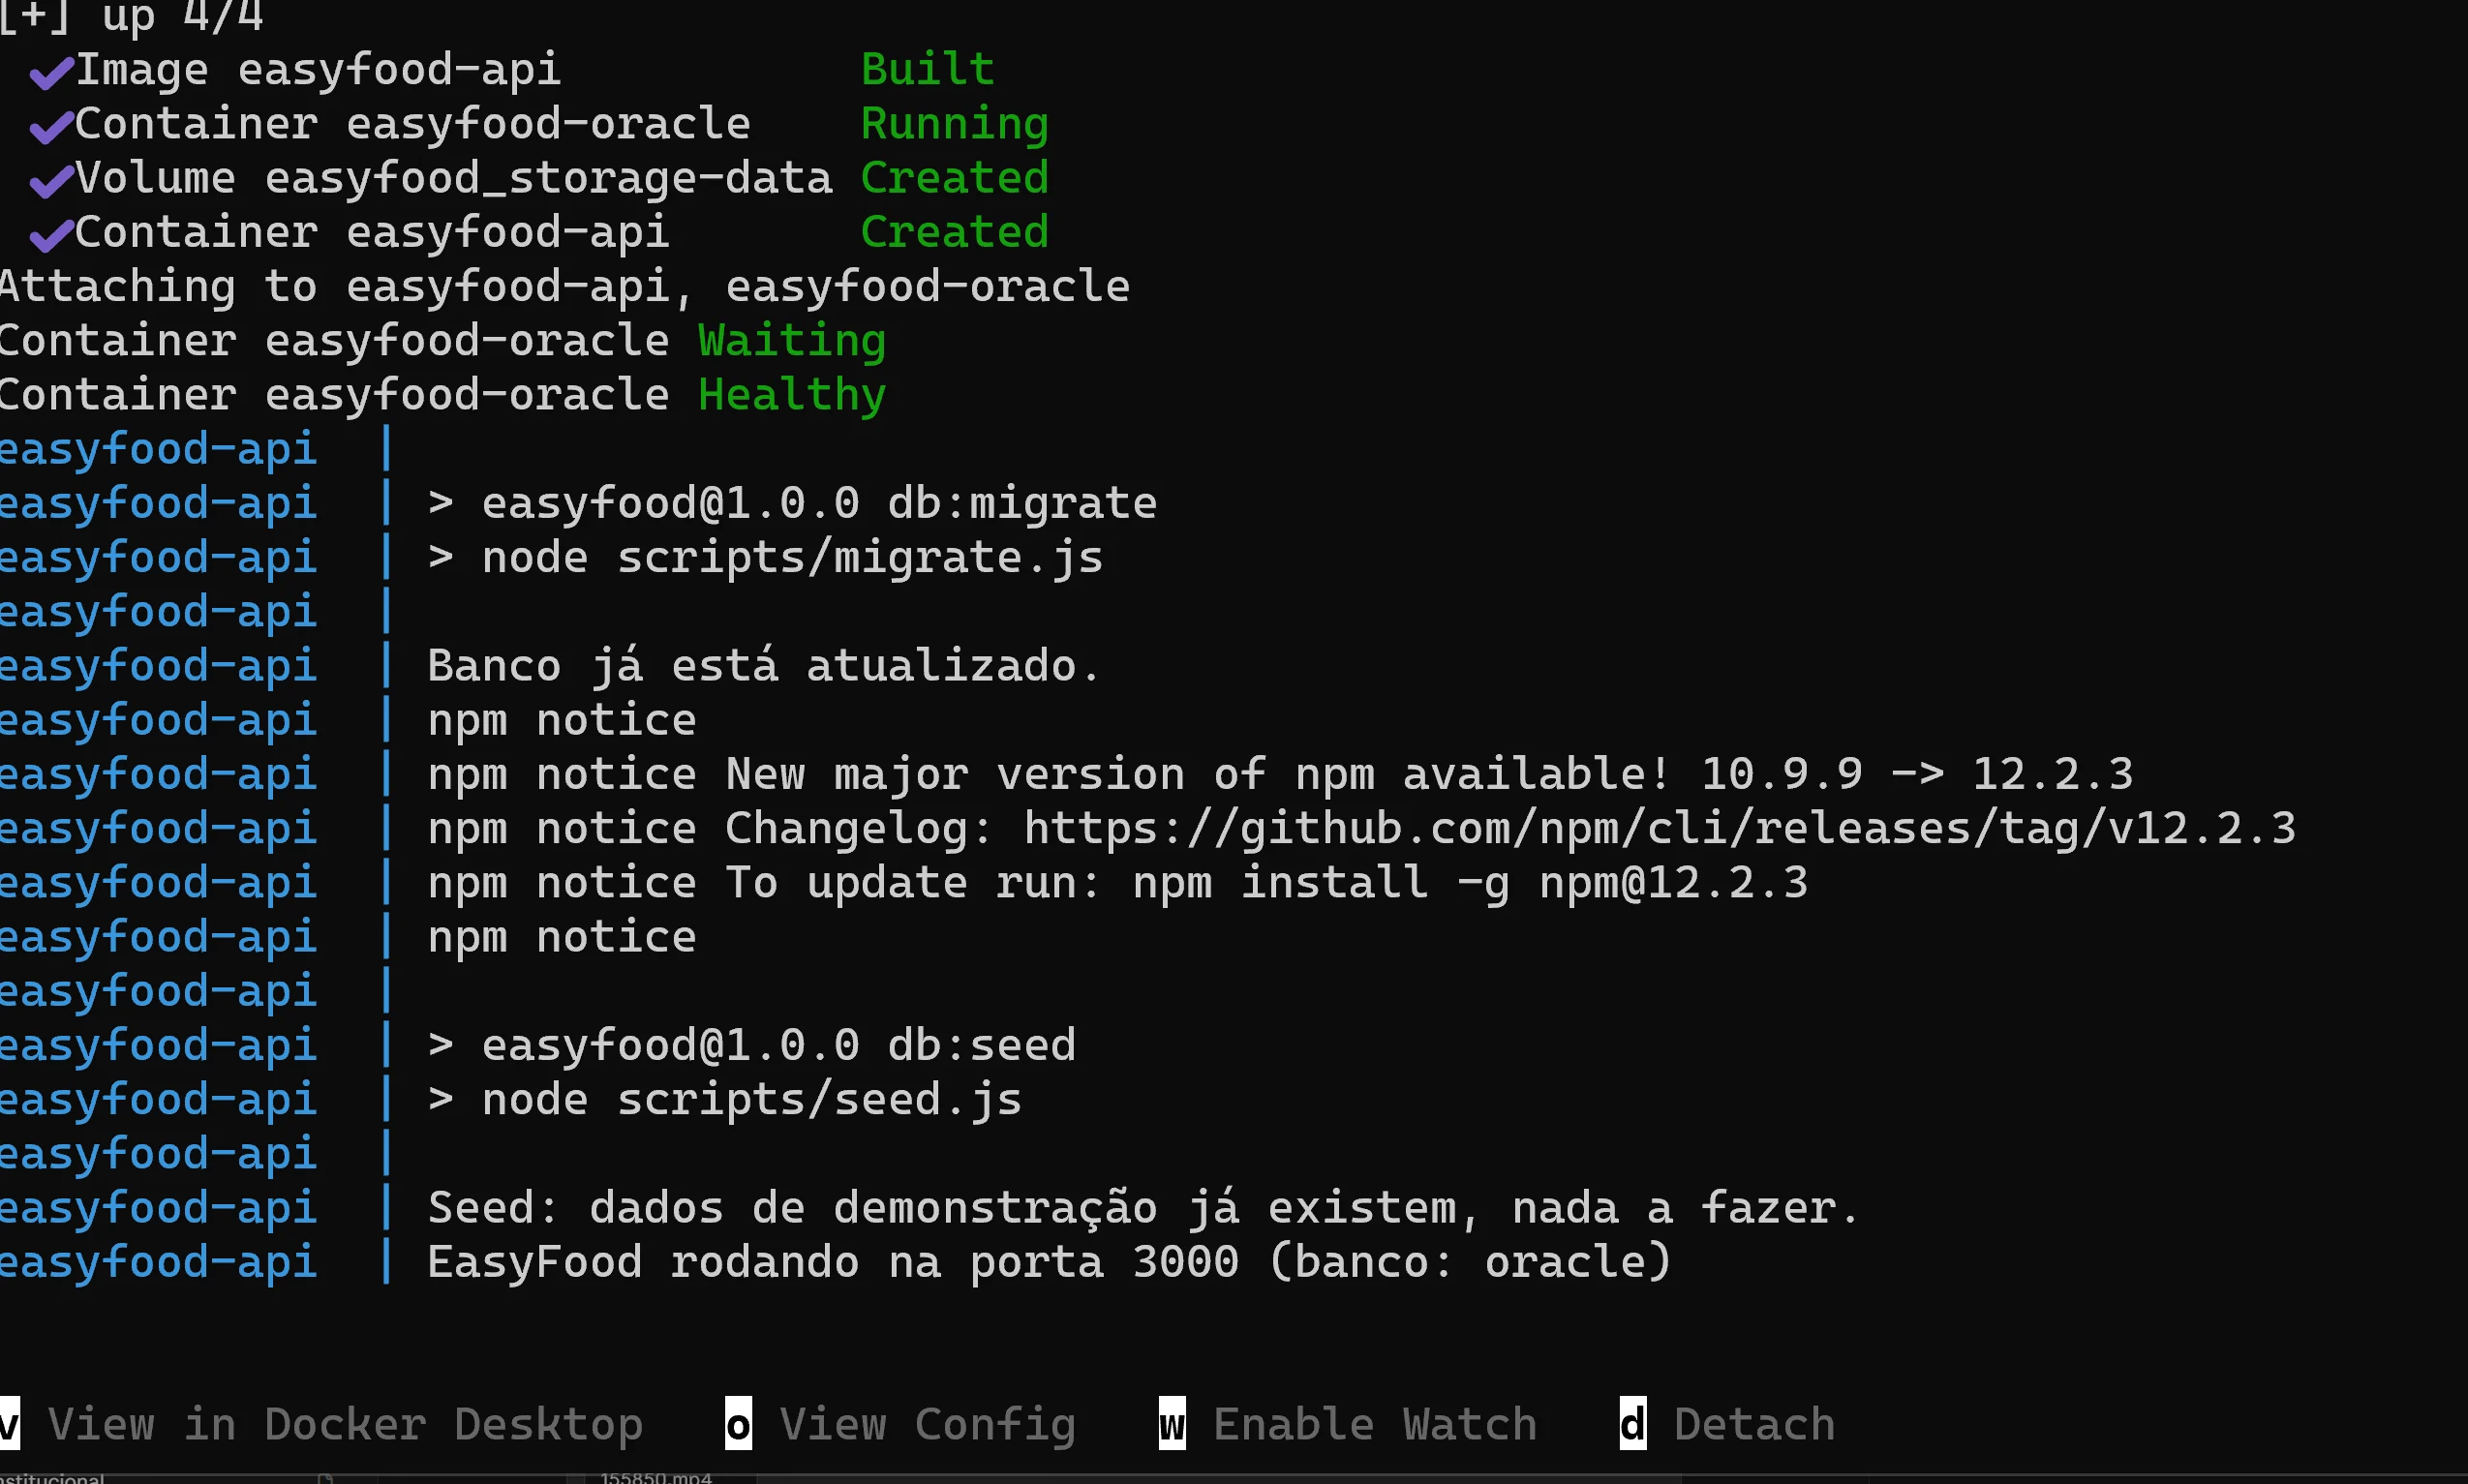 [+] up 4/4
Image easyfood-api Built
Container easyfood-oracle Running
Volume easyfood_storage-data Created
Container easyfood-api Created
Attaching to easyfood-api, easyfood-oracle
Container easyfood-oracle Waiting
Container easyfood-oracle Healthy
easyfood-api |
easyfood-api | > easyfood@1.0.0 db:migrate
easyfood-api | > node scripts/migrate.js
easyfood-api |
easyfood-api | Banco já está atualizado.
easyfood-api | npm notice
easyfood-api | npm notice New major version of npm available! 10.9.9 -> 12.2.3
easyfood-api | npm notice Changelog: https://github.com/npm/cli/releases/tag/v12.2.3
easyfood-api | npm notice To update run: npm install -g npm@12.2.3
easyfood-api | npm notice
easyfood-api |
easyfood-api | > easyfood@1.0.0 db:seed
easyfood-api | > node scripts/seed.js
easyfood-api |
easyfood-api | Seed: dados de demonstração já existem, nada a fazer.
easyfood-api | EasyFood rodando na porta 3000 (banco: oracle)
v View in Docker Desktop o View Config w Enable Watch d Detach
155850.mp4